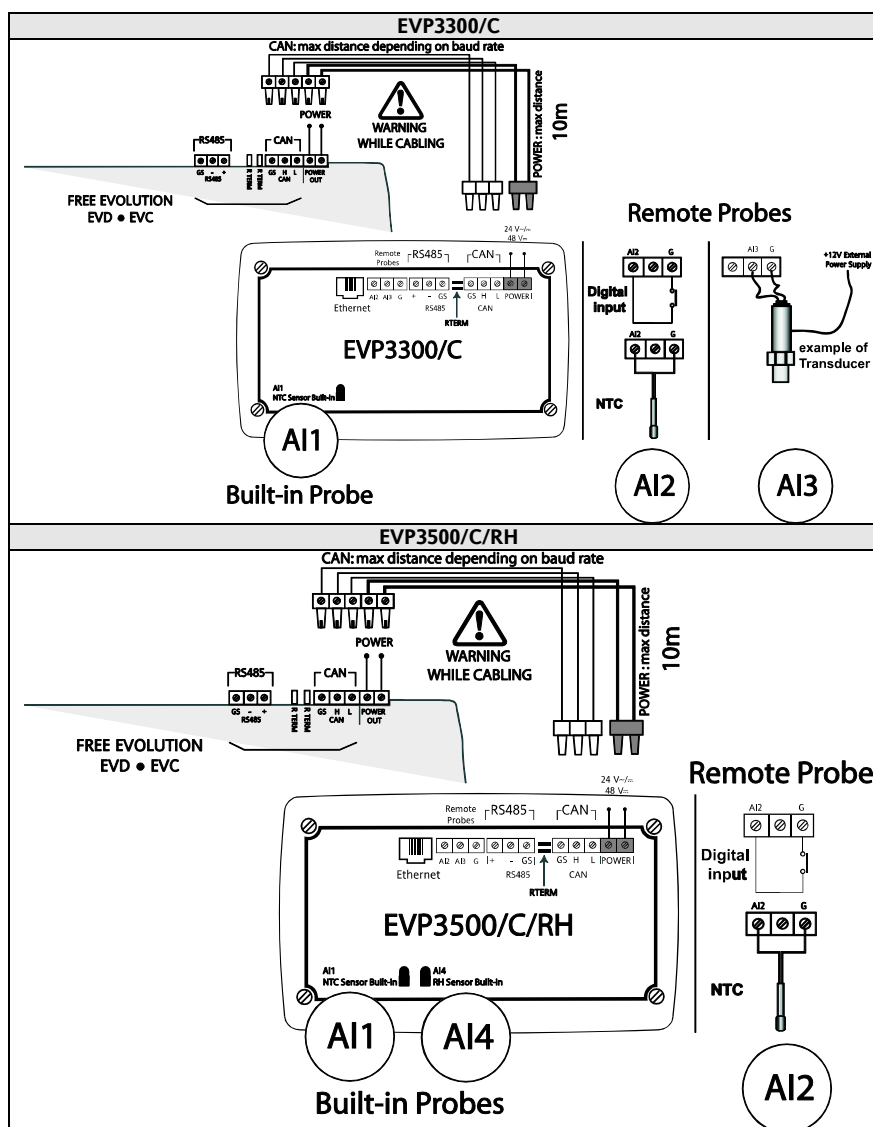 EVP3300/C
CAN: max distance depending on baud rate
POWER
WARNING
WHILE CABLING
POWER : max distance
10m
RS485
CAN
GS - +
RS485
R TERM
R TERM
GS H L
CAN
POWER
OUT
FREE EVOLUTION
EVD • EVC
24 V~/⎓
48 V⎓
Remote
Probes
RS485
CAN
Ethernet
AI2 AI3 G + - GS GS H L POWER
RS485
CAN
RTERM
EVP3300/C
AI1
NTC Sensor Built-In
AI1
Built-in Probe
Remote Probes
AI2 G
Digital
input
AI2 G
NTC
AI2
AI3 G
+12V External
Power Supply
example of
Transducer
AI3
EVP3500/C/RH
CAN: max distance depending on baud rate
POWER
WARNING
WHILE CABLING
POWER : max distance
10m
RS485
CAN
GS - +
RS485
R TERM
R TERM
GS H L
CAN
POWER
OUT
FREE EVOLUTION
EVD • EVC
24 V~/⎓
48 V⎓
Remote
Probes
RS485
CAN
Ethernet
AI2 AI3 G + - GS GS H L POWER
RS485
CAN
RTERM
EVP3500/C/RH
AI1
NTC Sensor Built-In
AI4
RH Sensor Built-In
AI1
AI4
Built-in Probes
Remote Probe
AI2 G
Digital
input
AI2 G
NTC
AI2